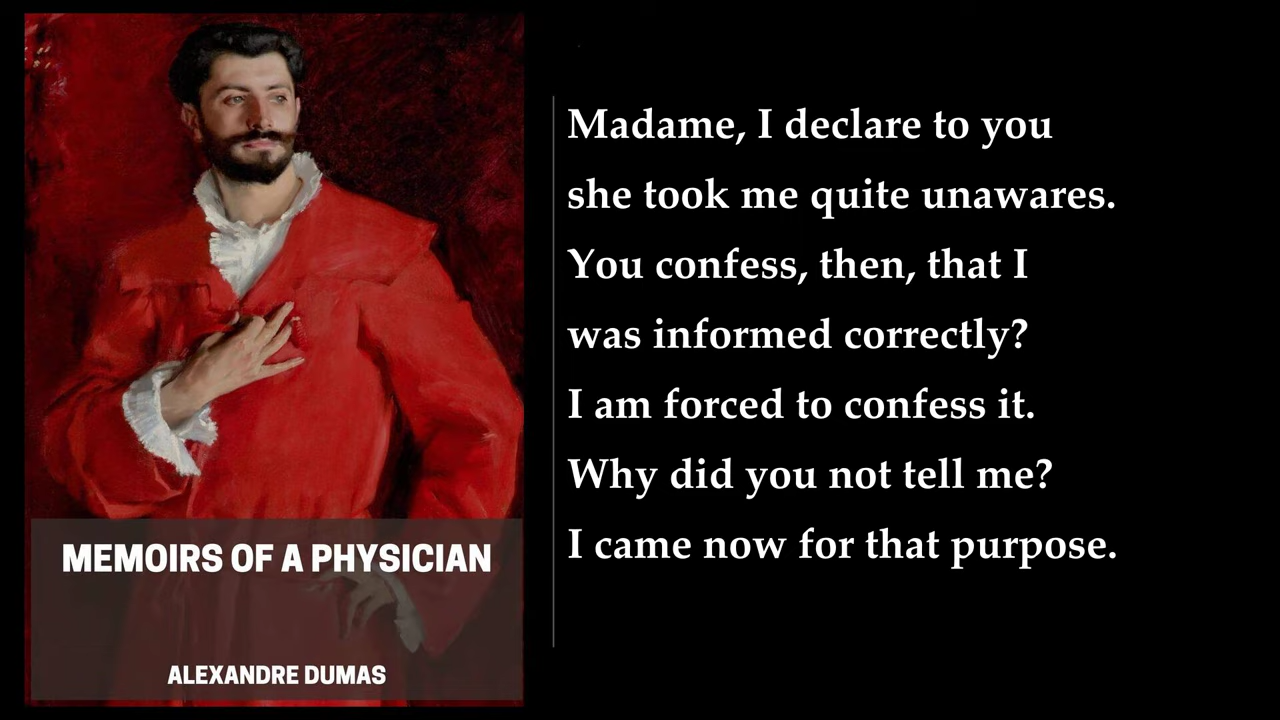 MEMOIRS OF A PHYSICIAN
ALEXANDRE DUMAS
Madame, I declare to you
she took me quite unawares.
You confess, then, that I
was informed correctly?
I am forced to confess it.
Why did you not tell me?
I came now for that purpose.